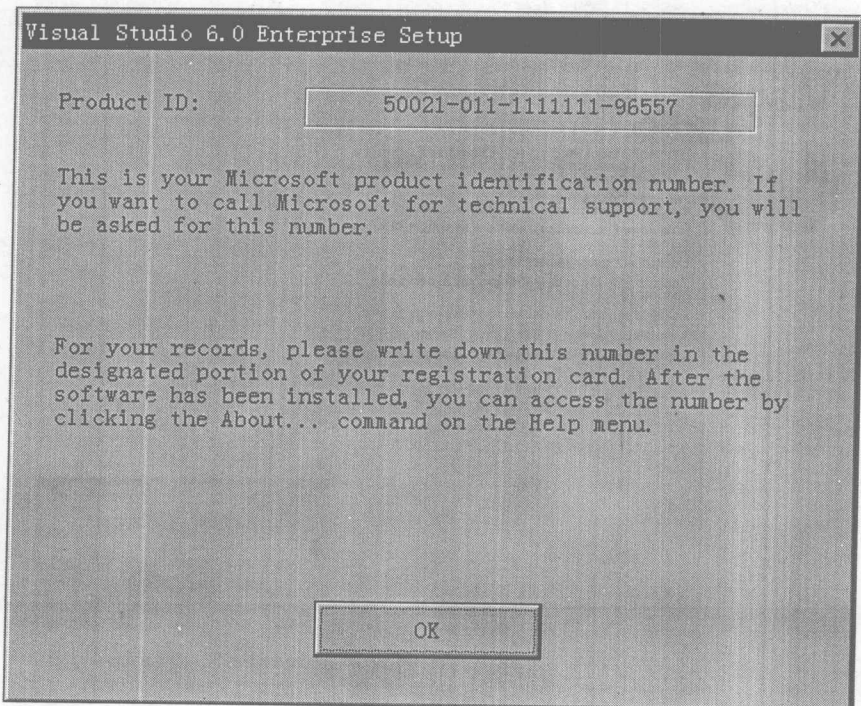 Visual Studio 6.0 Enterprise Setup
Product ID: 50021-011-1111111-96557
This is your Microsoft product identification number. If
you want to call Microsoft for technical support, you will
be asked for this number.
For your records, please write down this number in the
designated portion of your registration card. After the
software has been installed, you can access the number by
clicking the About... command on the Help menu.
OK